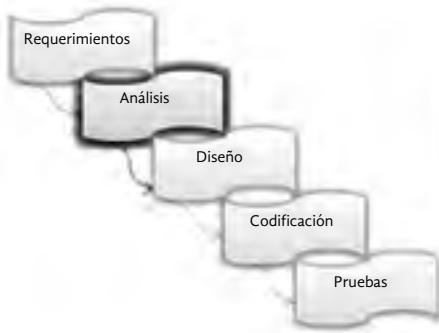 Requerimientos
Análisis
Diseño
Codificación
Pruebas